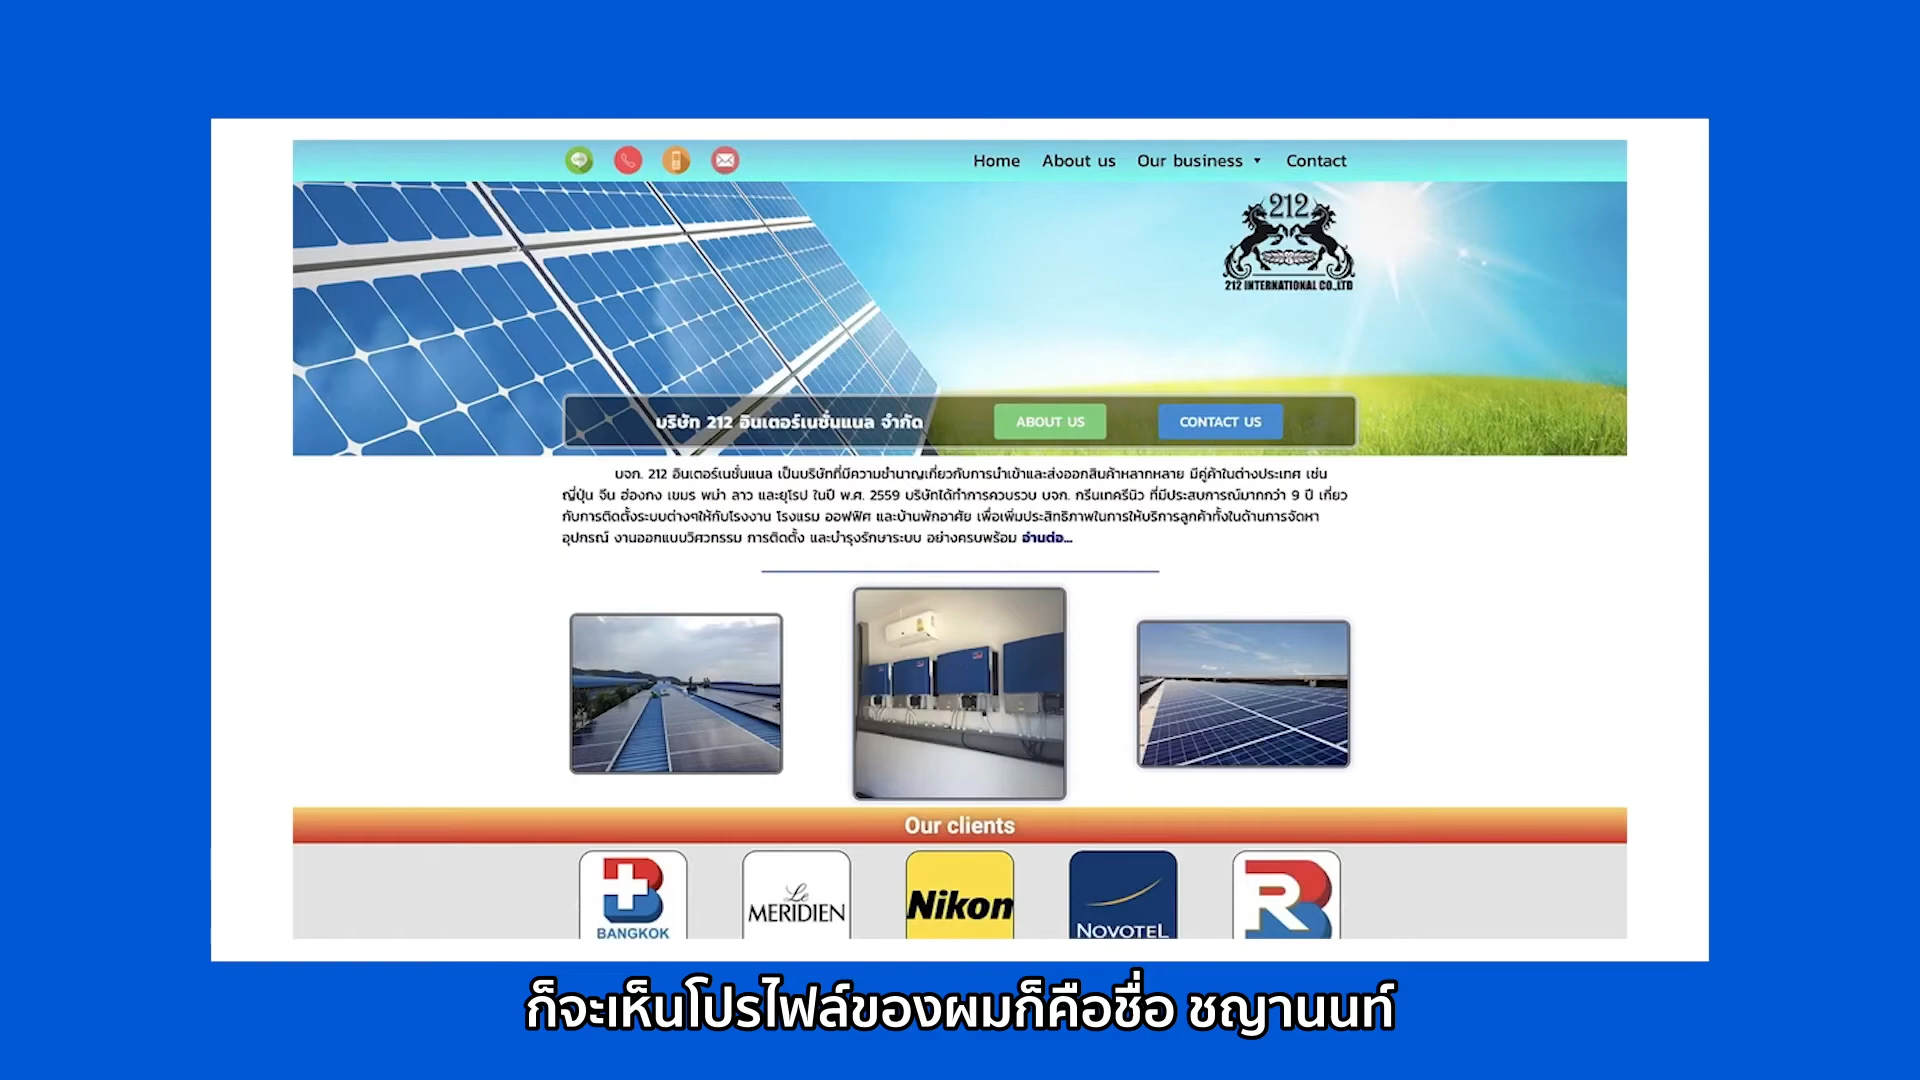 Home About us Our business Contact
212
212 INTERNATIONAL CO.,LTD
บริษัท 212 อินเตอร์เนชั่นแนล จำกัด ABOUT US CONTACT US
บจก. 212 อินเตอร์เนชั่นแนล เป็นบริษัทที่มีความชำนาญเกี่ยวกับการนำเข้าและส่งออกสินค้าหลากหลาย มีคู่ค้าในต่างประเทศ เช่น
ญี่ปุ่น จีน ฮ่องกง เขมร พม่า ลาว และยุโรป ในปี พ.ศ. 2559 บริษัทได้ทำการควบรวบ บจก. กรีนเทครีนิว ที่มีประสบการณ์มากกว่า 9 ปี เกี่ยว
กับการติดตั้งระบบต่างๆให้กับโรงงาน โรงแรม ออฟฟิศ และบ้านพักอาศัย เพื่อเพิ่มประสิทธิภาพในการให้บริการลูกค้าทั้งในด้านการจัดหา
อุปกรณ์ งานออกแบบวิศวกรรม การติดตั้ง และบำรุงรักษาระบบ อย่างครบพร้อม อ่านต่อ...
Our clients
B BANGKOK
Le MERIDIEN
Nikon
NOVOTEL
R B
ก็จะเห็นโปรไฟล์ของผมก็คือชื่อ ชญานนท์